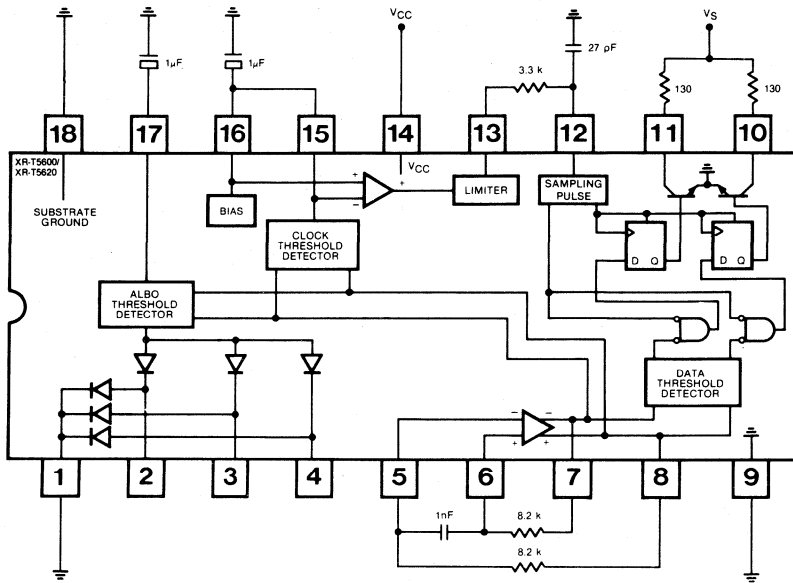 VCC
VS
1µF
1µF
27 pF
3.3 k
130
130
18
17
16
15
14
13
12
11
10
XR-T5600/
XR-T5620
SUBSTRATE
GROUND
VCC
+
−
+
BIAS
LIMITER
SAMPLING
PULSE
CLOCK
THRESHOLD
DETECTOR
D Q
D Q
ALBO
THRESHOLD
DETECTOR
DATA
THRESHOLD
DETECTOR
− −
+ +
1
2
3
4
5
6
7
8
9
1nF
8.2 k
8.2 k